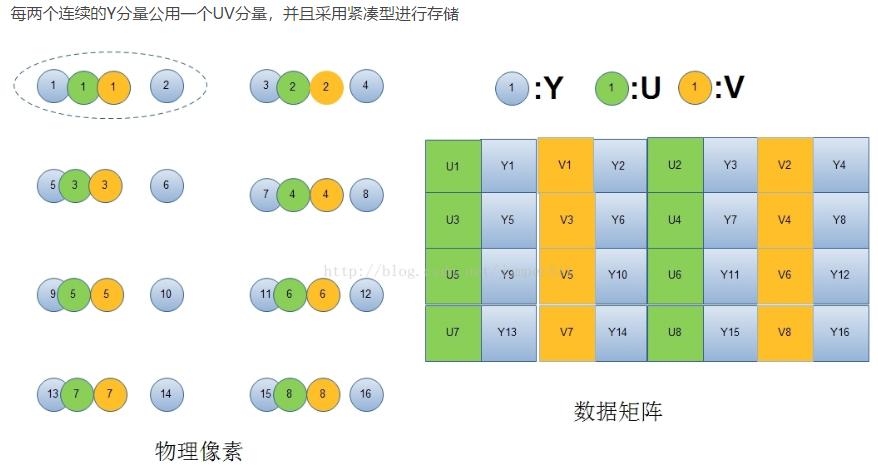 每两个连续的Y分量公用一个UV分量，并且采用紧凑型进行存储
1 1 1 2 3 2 2 4
1 :Y 1 :U 1 :V
5 3 3 6 7 4 4 8
9 5 5 10 11 6 6 12
13 7 7 14 15 8 8 16
物理像素
U1 Y1 V1 Y2 U2 Y3 V2 Y4
U3 Y5 V3 Y6 U4 Y7 V4 Y8
U5 Y9 V5 Y10 U6 Y11 V6 Y12
U7 Y13 V7 Y14 U8 Y15 V8 Y16
数据矩阵
http://blog.